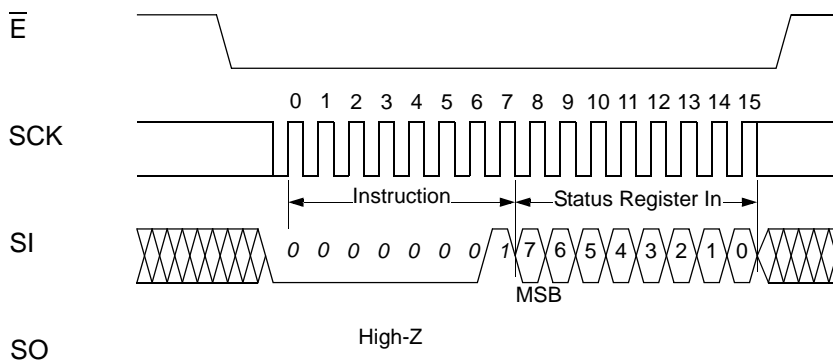 E
0 1 2 3 4 5 6 7 8 9 10 11 12 13 14 15
SCK
Instruction Status Register In
SI 0 0 0 0 0 0 0 1 7 6 5 4 3 2 1 0
MSB
High-Z
SO